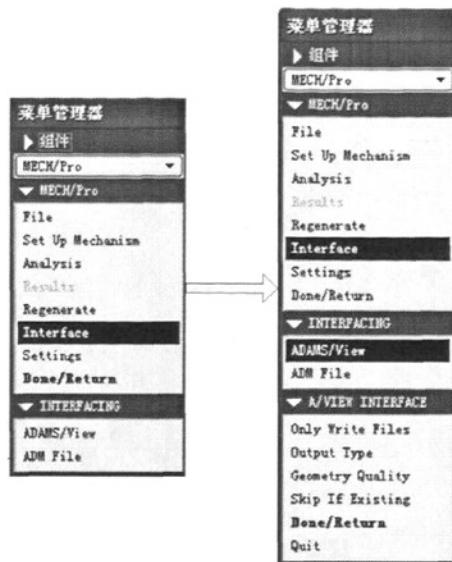 菜单管理器
组件
MECH/Pro
MECH/Pro
File
Set Up Mechanism
Analysis
Results
Regenerate
Interface
Settings
Done/Return
INTERFACING
ADAMS/View
ADM File
菜单管理器
组件
MECH/Pro
MECH/Pro
File
Set Up Mechanism
Analysis
Results
Regenerate
Interface
Settings
Done/Return
INTERFACING
ADAMS/View
ADM File
A/VIEW INTERFACE
Only Write Files
Output Type
Geometry Quality
Skip If Existing
Done/Return
Quit